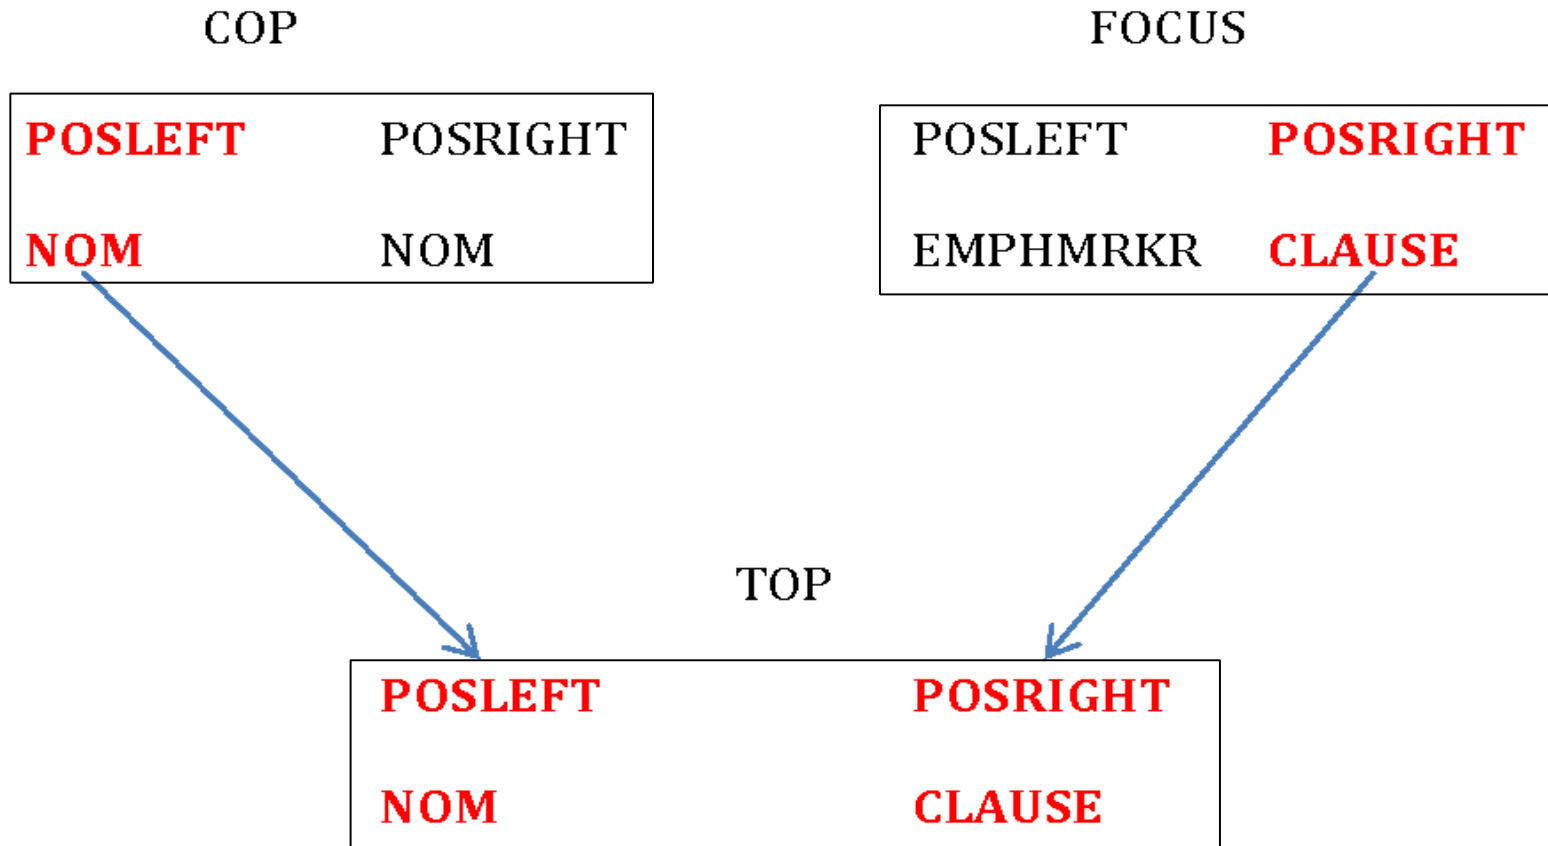 COP FOCUS
POSLEFT POSRIGHT POSLEFT POSRIGHT
NOM NOM EMPHMRKR CLAUSE
TOP
POSLEFT POSRIGHT
NOM CLAUSE